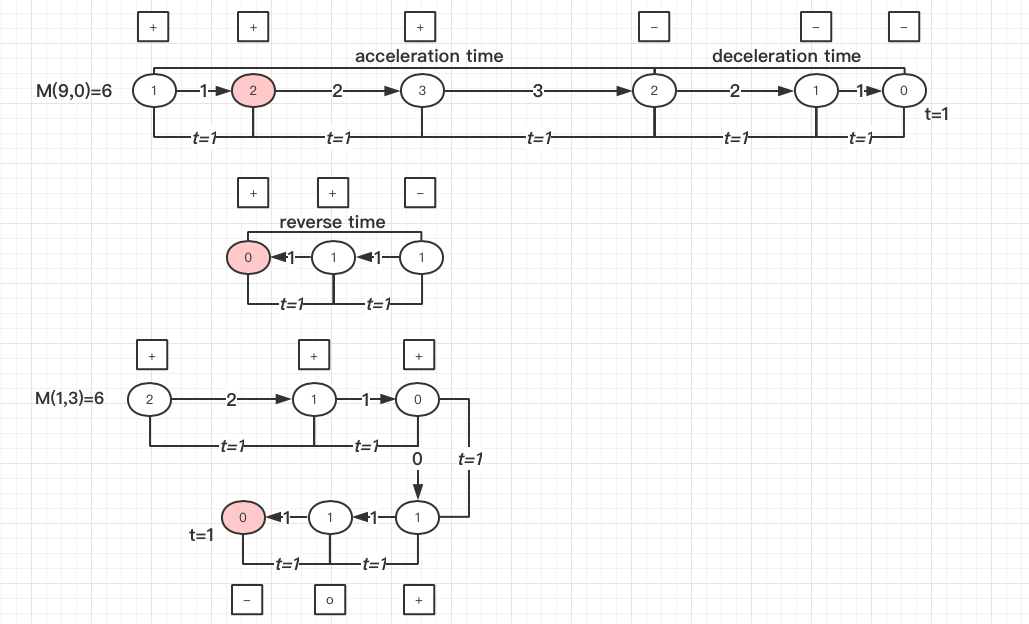 + + + − − −
acceleration time deceleration time
M(9,0)=6 1 1 2 2 3 3 2 2 1 1 0
t=1
t=1 t=1 t=1 t=1 t=1
+ + −
reverse time
0 1 1 1 1
t=1 t=1
+ + +
M(1,3)=6 2 2 1 1 0
t=1 t=1
0 t=1
0 1 1 1 1
t=1
t=1 t=1
− o +